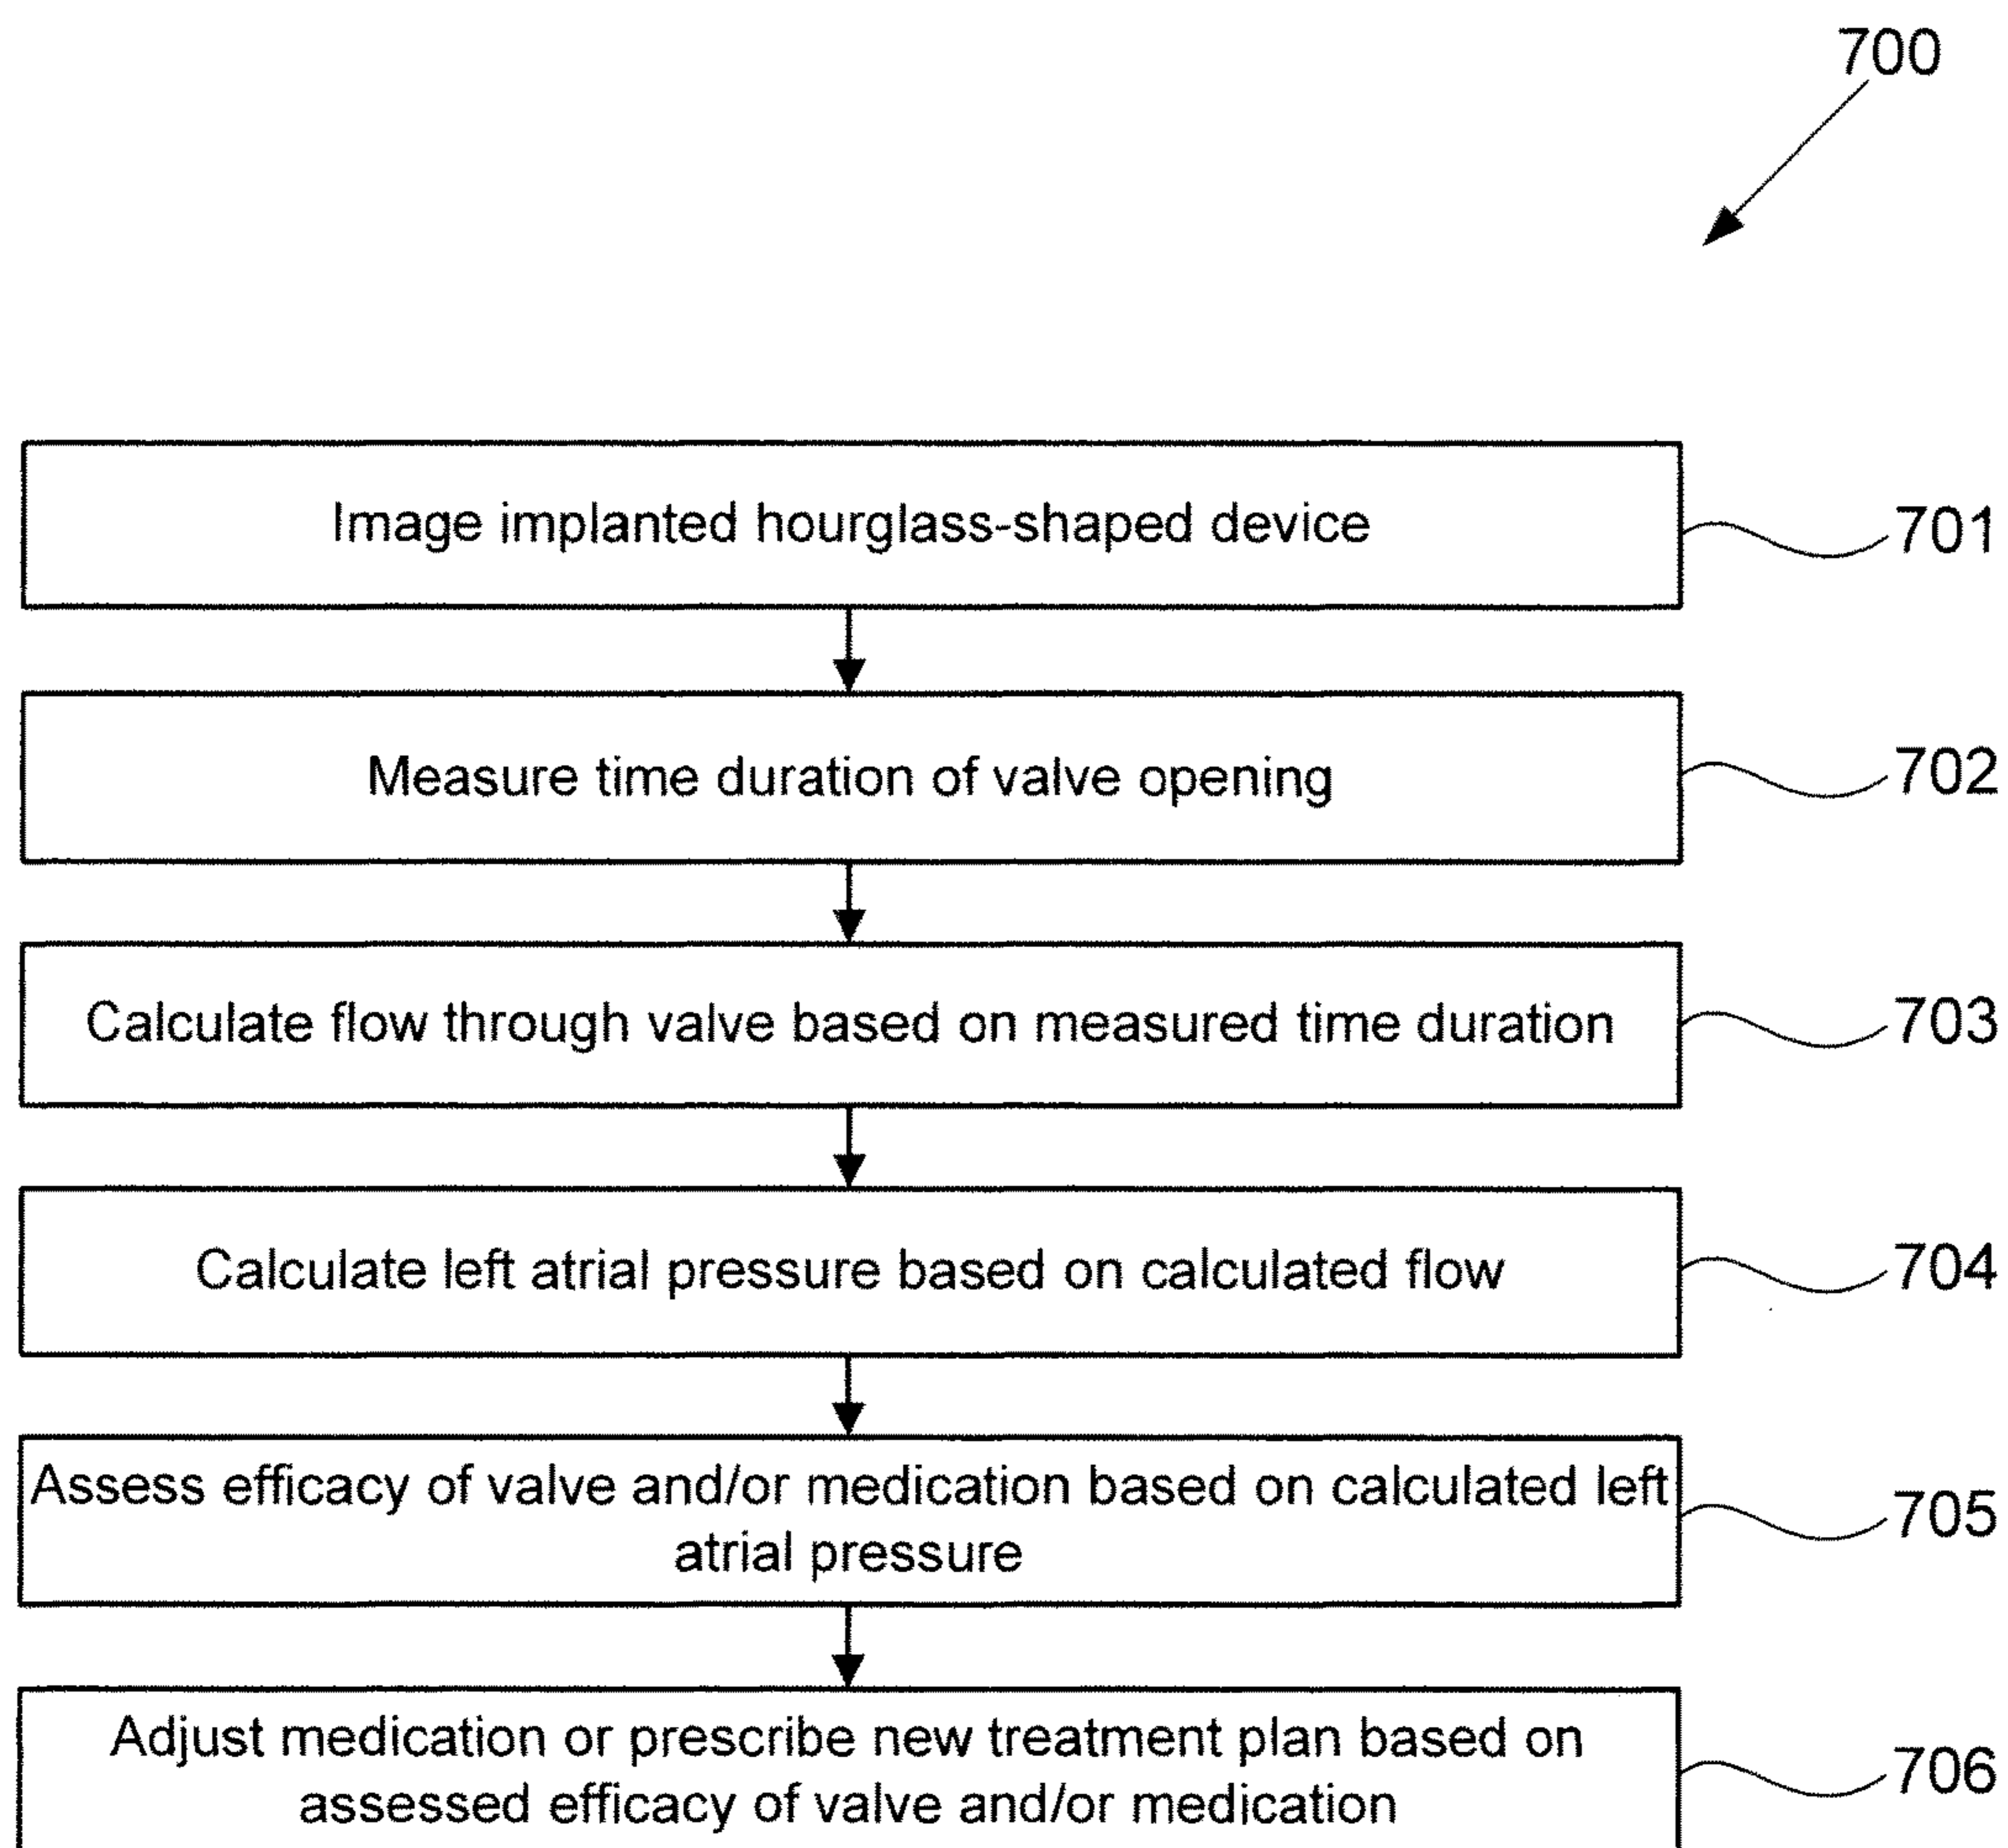 700
Image implanted hourglass-shaped device
701
Measure time duration of valve opening
702
Calculate flow through valve based on measured time duration
703
Calculate left atrial pressure based on calculated flow
704
Assess efficacy of valve and/or medication based on calculated left
atrial pressure
705
Adjust medication or prescribe new treatment plan based on
assessed efficacy of valve and/or medication
706